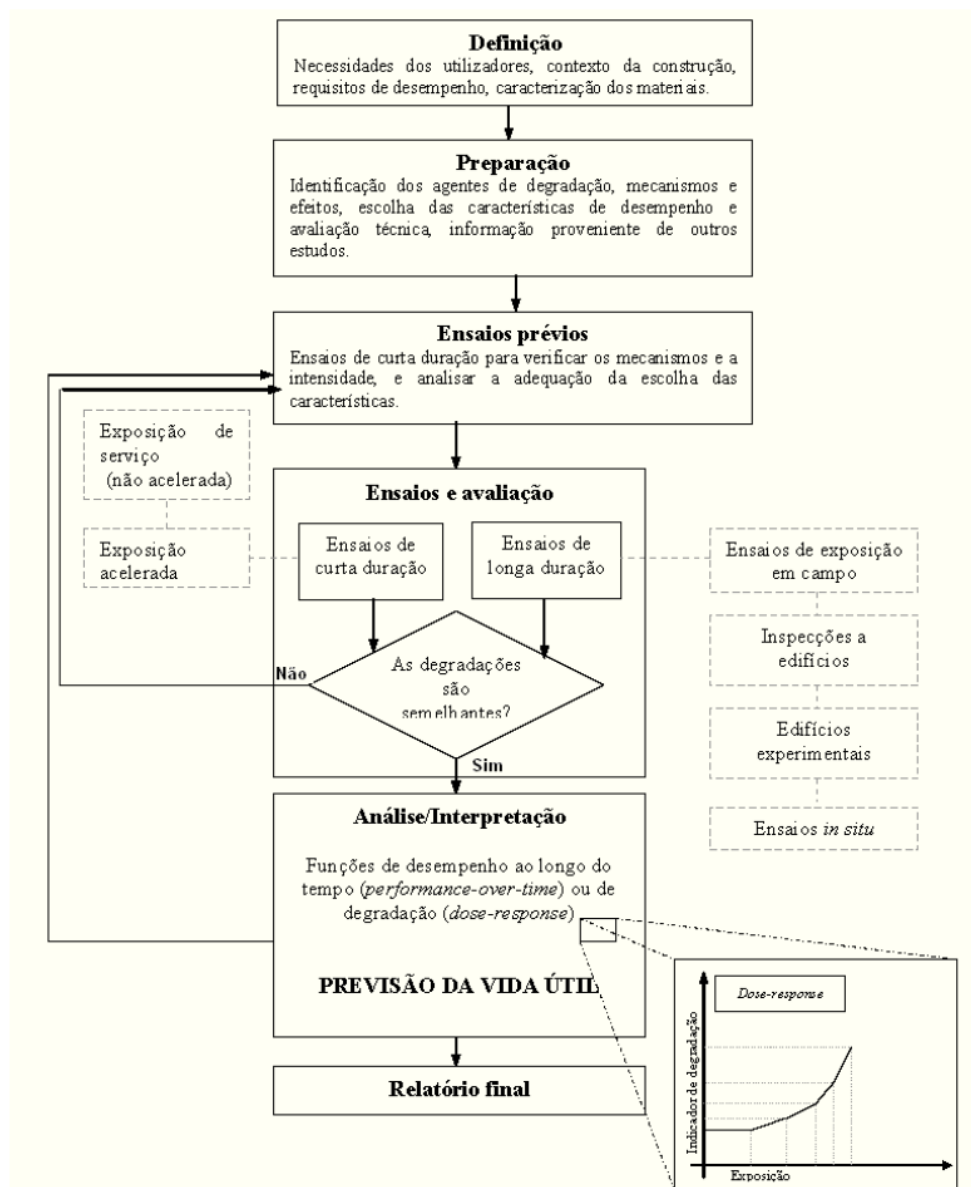 Definição
Necessidades dos utilizadores, contexto da construção,
requisitos de desempenho, caracterização dos materiais.
Preparação
Identificação dos agentes de degradação, mecanismos e
efeitos, escolha das características de desempenho e
avaliação técnica, informação proveniente de outros
estudos.
Ensaios prévios
Ensaios de curta duração para verificar os mecanismos e a
intensidade, e analisar a adequação da escolha das
características.
Exposição de
serviço
(não acelerada)
Exposição
acelerada
Ensaios e avaliação
Ensaios de
curta duração
Ensaios de
longa duração
Ensaios de exposição
em campo
Inspecções a
edifícios
Edifícios
experimentais
Ensaios in situ
As degradações
são
semelhantes?
Não
Sim
Análise/Interpretação
Funções de desempenho ao longo do
tempo (performance-over-time) ou de
degradação (dose-response)
PREVISÃO DA VIDA ÚTIL
Relatório final
Dose-response
Indicador de degradação
Exposição